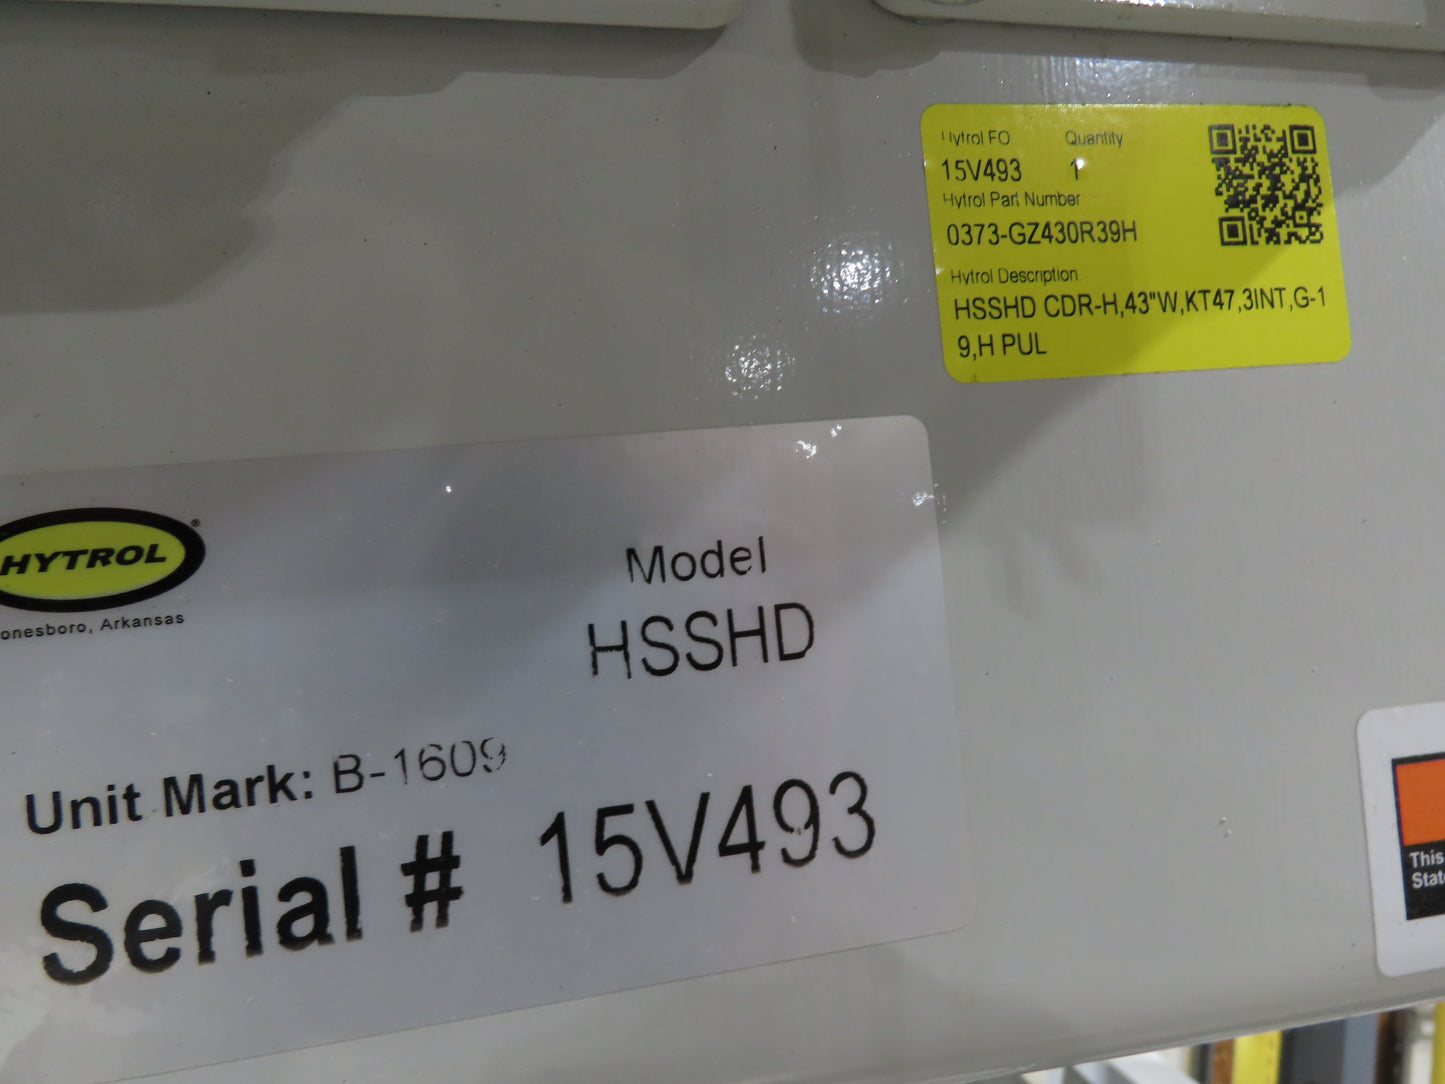 Hytrol FO Quantity
15V493 1
Hytrol Part Number
0373-GZ430R39H
Hytrol Description
HSSHD CDR-H,43"W,KT47,3INT,G-1
9,H PUL
HYTROL®
onesboro, Arkansas
Model
HSSHD
Unit Mark: B-1609
Serial # 15V493
This
State